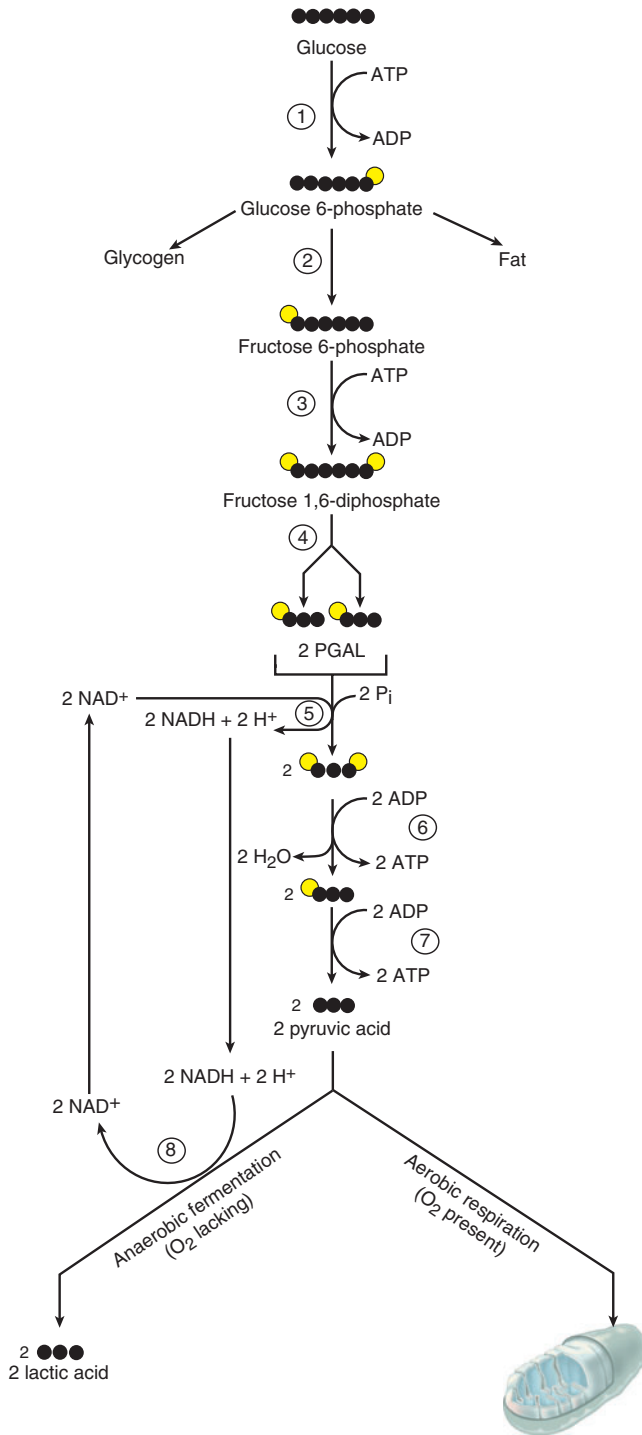 Glucose
ATP
1
ADP
Glucose 6-phosphate
Glycogen
Fat
2
Fructose 6-phosphate
ATP
3
ADP
Fructose 1,6-diphosphate
4
2 PGAL
2 NAD+
2 Pi
2 NADH + 2 H+
5
2
2 ADP
6
2 H2O
2 ATP
2
2 ADP
7
2 ATP
2
2 pyruvic acid
2 NADH + 2 H+
2 NAD+
8
Anaerobic fermentation
(O2 lacking)
Aerobic respiration
(O2 present)
2
2 lactic acid